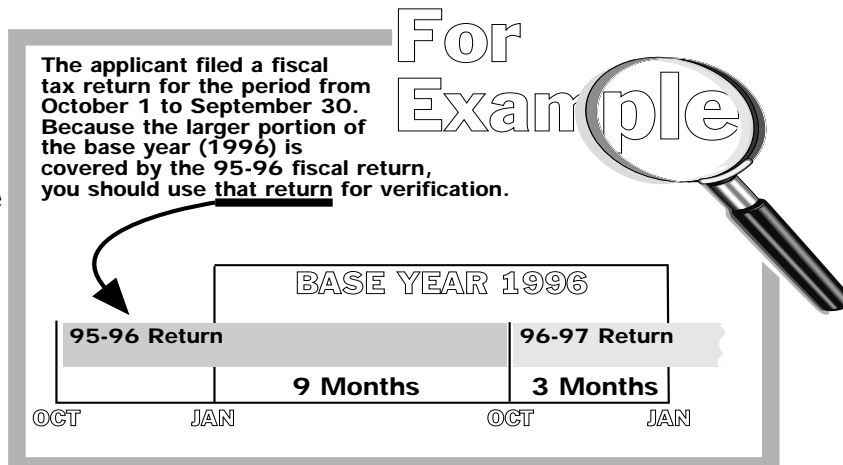 For
Example
The applicant filed a fiscal
tax return for the period from
October 1 to September 30.
Because the larger portion of
the base year (1996) is
covered by the 95-96 fiscal return,
you should use that return for verification.
BASE YEAR 1996
95-96 Return
96-97 Return
9 Months
3 Months
OCT
JAN
OCT
JAN